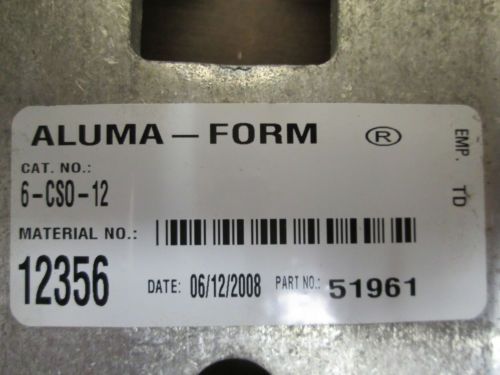 ALUMA – FORM ®
EMP. TD
CAT. NO.:
6-CSO-12
MATERIAL NO.:
12356
DATE: 06/12/2008 PART NO.: 51961